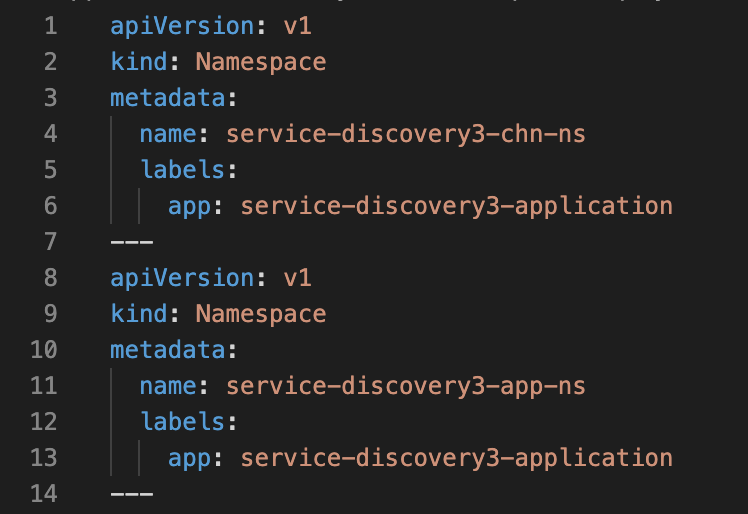 1 apiVersion: v1
2 kind: Namespace
3 metadata:
4   name: service-discovery3-chn-ns
5   labels:
6     app: service-discovery3-application
7 ---
8 apiVersion: v1
9 kind: Namespace
10 metadata:
11   name: service-discovery3-app-ns
12   labels:
13     app: service-discovery3-application
14 ---